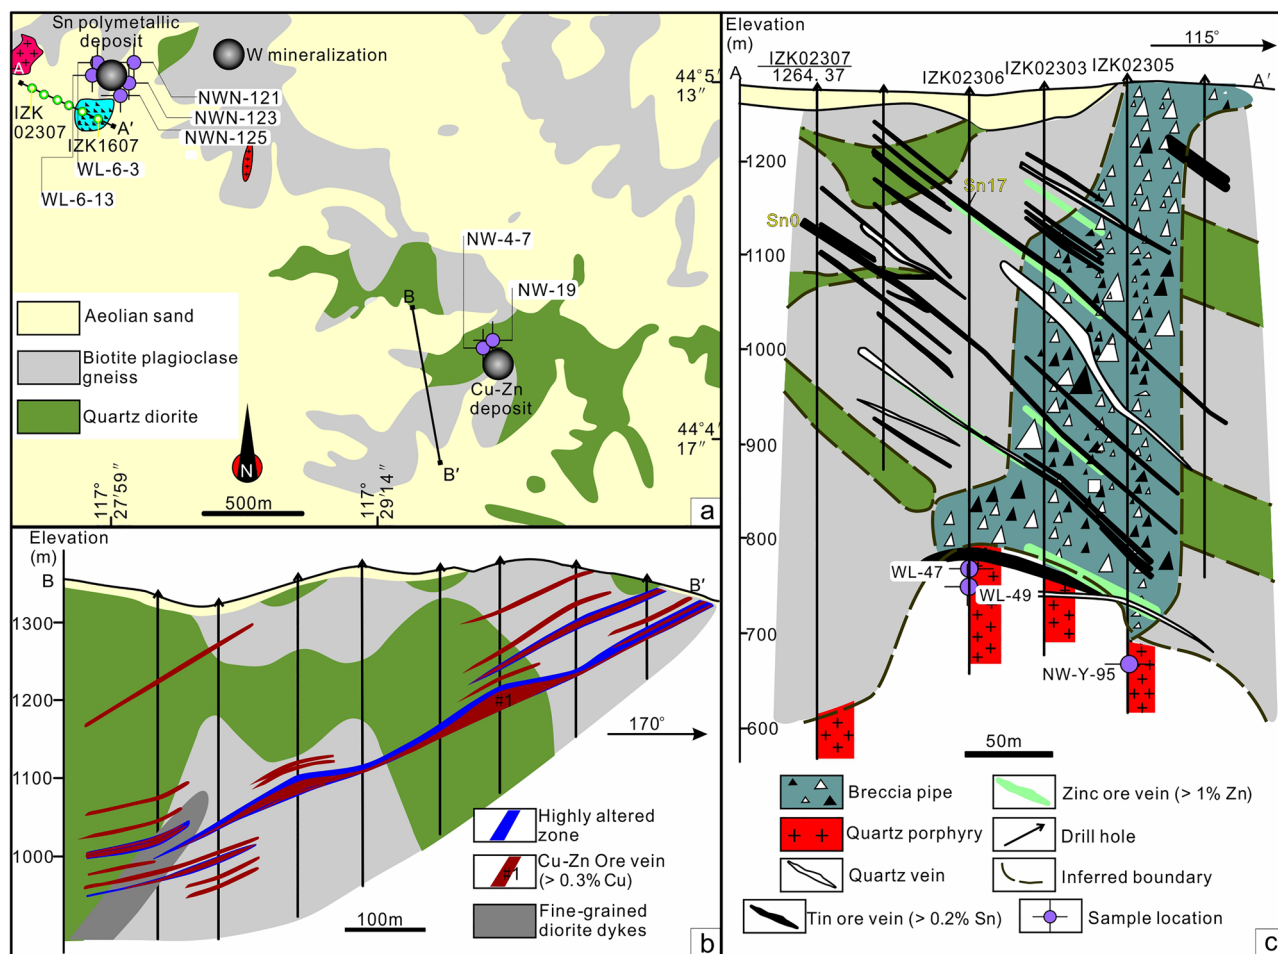 Sn polymetallic
deposit
W mineralization
A
IZK
02307
A′
IZK1607
NWN-121
NWN-123
NWN-125
WL-6-3
WL-6-13
44°5′
13″
NW-4-7
NW-19
B
B′
Cu-Zn
deposit
44°4′
17″
Aeolian sand
Biotite plagioclase
gneiss
Quartz diorite
N
500m
117°
27′59″
117°
29′14″
a
Elevation
(m)
B
B′
1300
1200
1100
1000
#1
170°
Highly altered
zone
#1
Cu-Zn Ore vein
(> 0.3% Cu)
Fine-grained
diorite dykes
100m
b
Elevation
(m)
115°
A
IZK02307
1264. 37
IZK02306
IZK02303
IZK02305
A′
1200
1100
1000
900
800
700
600
Sn17
Sn0
WL-47
WL-49
NW-Y-95
50m
Breccia pipe
Zinc ore vein (> 1% Zn)
Quartz porphyry
Drill hole
Quartz vein
Inferred boundary
Tin ore vein (> 0.2% Sn)
Sample location
c